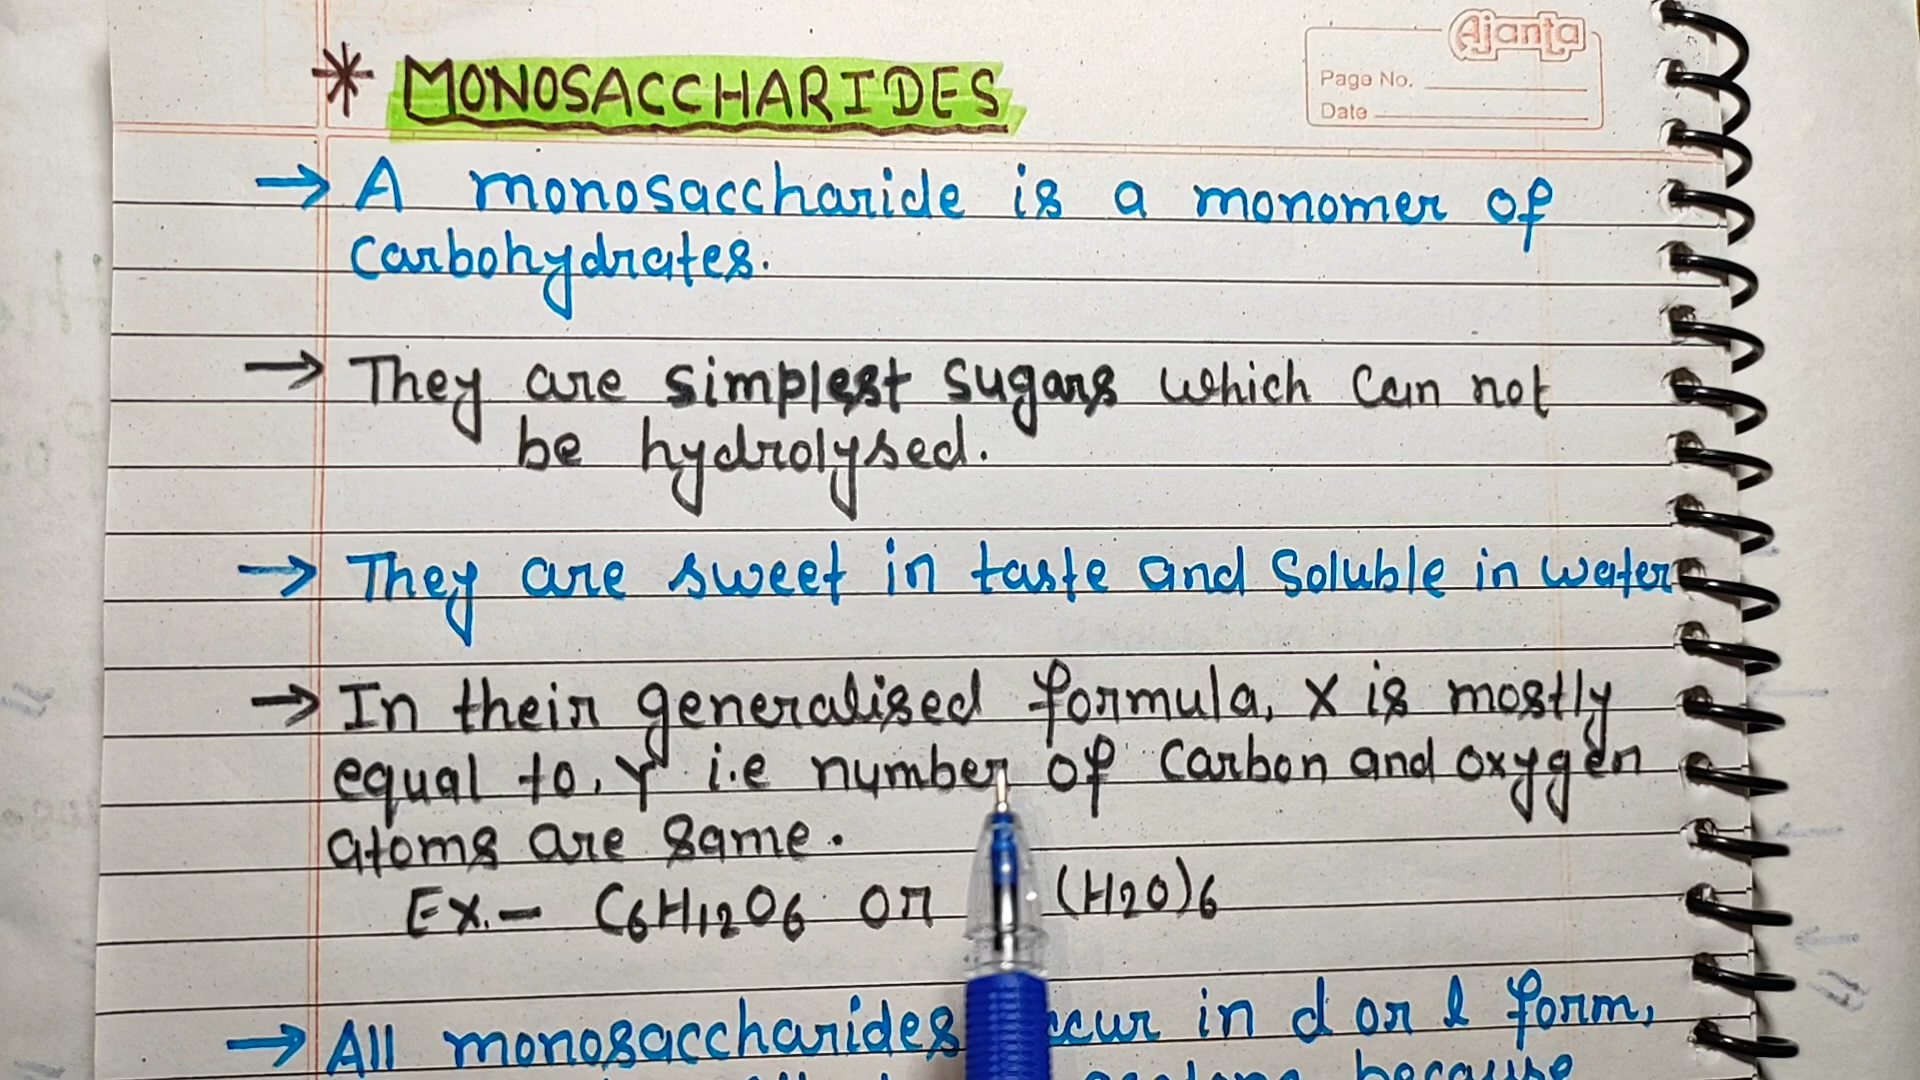 Ajanta
Page No.
Date
* MONOSACCHARIDES
→ A monosaccharide is a monomer of
carbohydrates.
→ They are simplest sugars which can not
be hydrolysed.
→ They are sweet in taste and soluble in water
→ In their generalised formula, X is mostly
equal to, Y i.e number of carbon and oxygen
atoms are same.
Ex.- C6H12O6 or (H2O)6
→ All monosaccharides occur in d or l form,
because